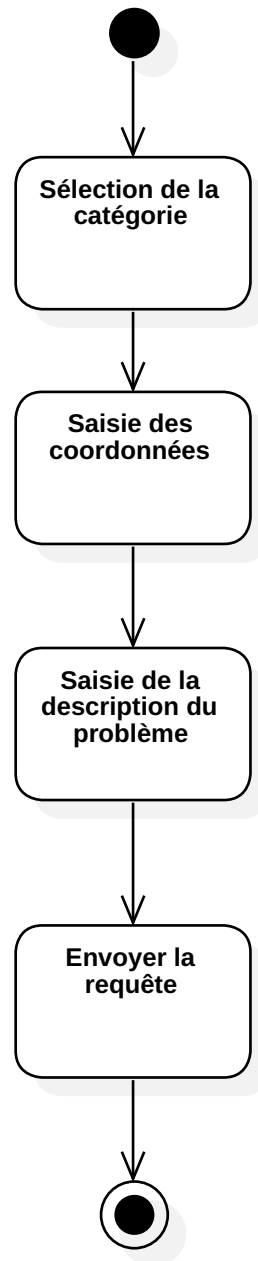 Sélection de la
catégorie
Saisie des
coordonnées
Saisie de la
description du
problème
Envoyer la
requête